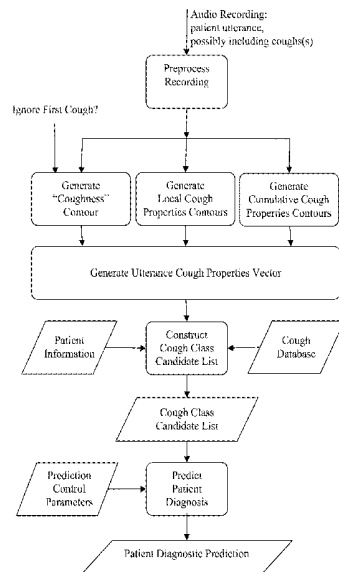 Audio Recording:
patient utterance,
possibly including coughs(s)
Preprocess
Recording
Ignore First Cough?
Generate
"Coughness"
Contour
Generate
Local Cough
Properties Contours
Generate
Cumulative Cough
Properties Contours
Generate Utterance Cough Properties Vector
Patient
Information
Construct
Cough Class
Candidate List
Cough
Database
Cough Class
Candidate List
Prediction
Control
Parameters
Predict
Patient
Diagnosis
Patient Diagnostic Prediction